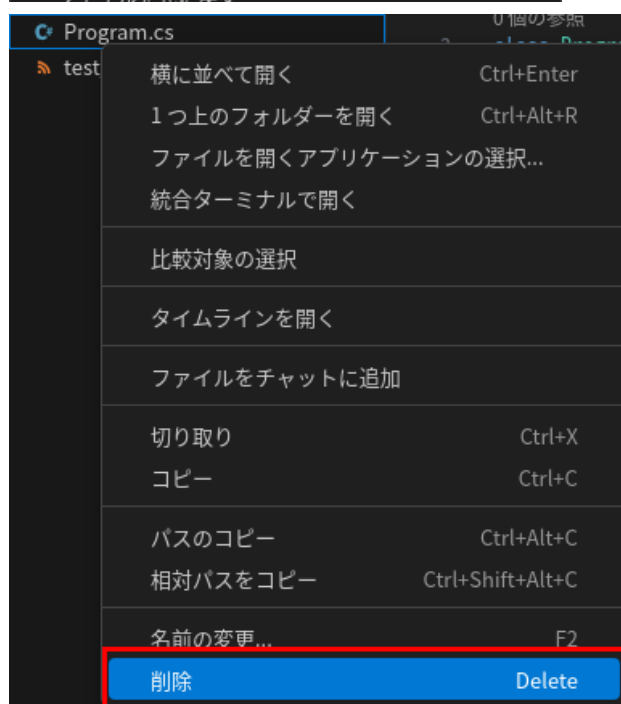 Program.cs
0個の参照
test
横に並べて開く Ctrl+Enter
1つ上のフォルダーを開く Ctrl+Alt+R
ファイルを開くアプリケーションの選択...
統合ターミナルで開く
比較対象の選択
タイムラインを開く
ファイルをチャットに追加
切り取り Ctrl+X
コピー Ctrl+C
パスのコピー Ctrl+Alt+C
相対パスをコピー Ctrl+Shift+Alt+C
名前の変更... F2
削除 Delete